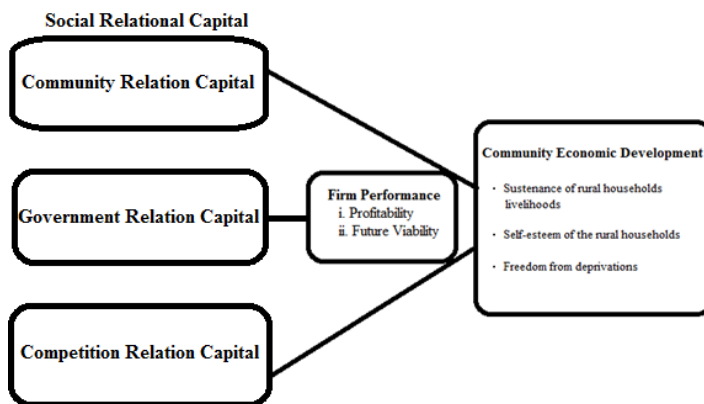 Social Relational Capital
Community Relation Capital
Government Relation Capital
Competition Relation Capital
Firm Performance
i. Profitability
ii. Future Viability
Community Economic Development
· Sustenance of rural households
livelihoods
· Self-esteem of the rural households
· Freedom from deprivations